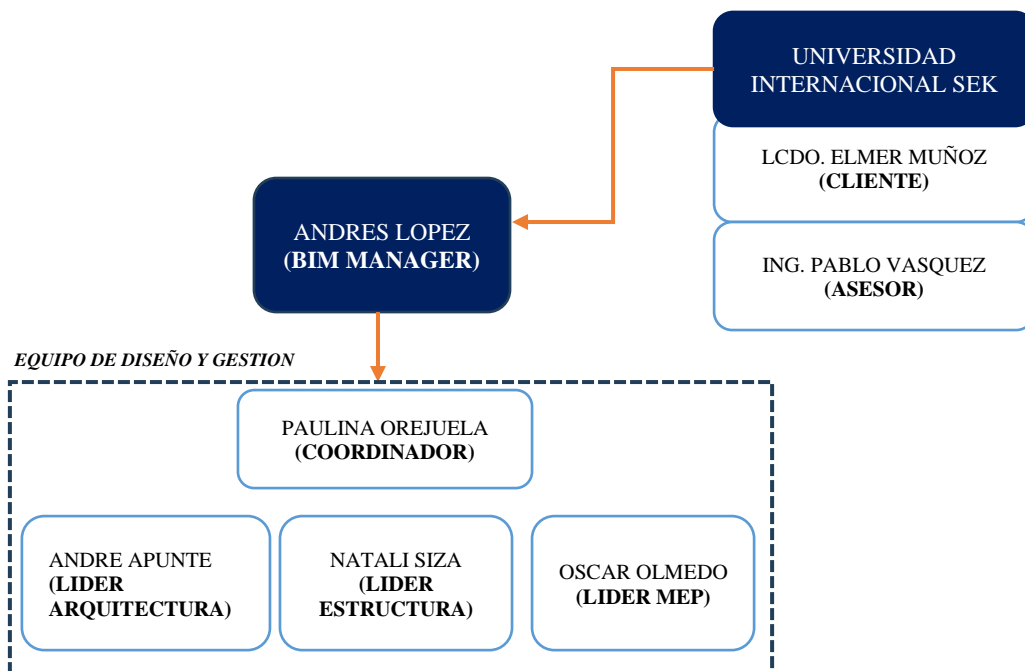 UNIVERSIDAD
INTERNACIONAL SEK
LCDO. ELMER MUÑOZ
(CLIENTE)
ING. PABLO VASQUEZ
(ASESOR)
ANDRES LOPEZ
(BIM MANAGER)
EQUIPO DE DISEÑO Y GESTION
PAULINA OREJUELA
(COORDINADOR)
ANDRE APUNTE
(LIDER
ARQUITECTURA)
NATALI SIZA
(LIDER
ESTRUCTURA)
OSCAR OLMEDO
(LIDER MEP)